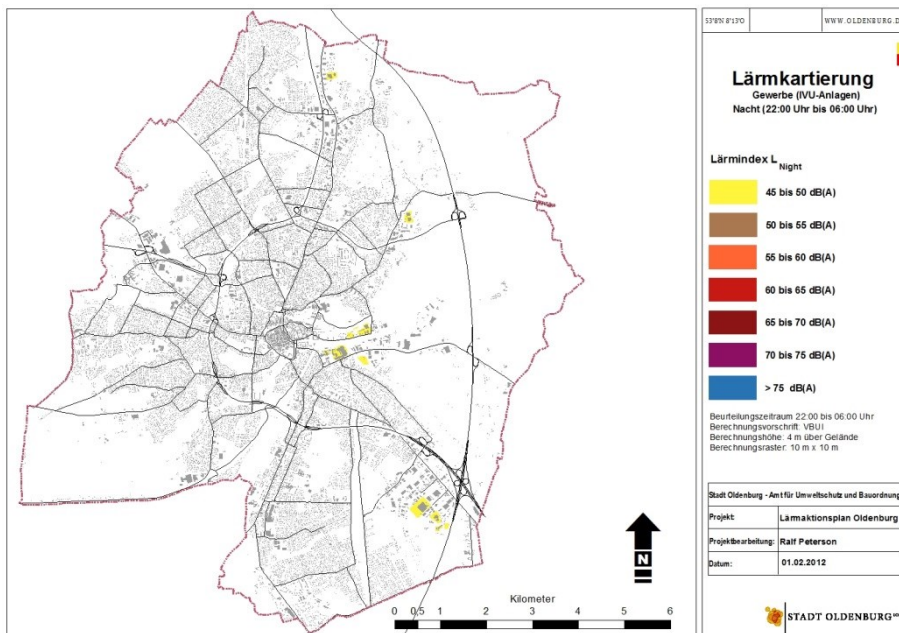 53°8'N 8°13'O
WWW.OLDENBURG.D
Lärmkartierung
Gewerbe (IVU-Anlagen)
Nacht (22:00 Uhr bis 06:00 Uhr)
Lärmindex L Night
45 bis 50 dB(A)
50 bis 55 dB(A)
55 bis 60 dB(A)
60 bis 65 dB(A)
65 bis 70 dB(A)
70 bis 75 dB(A)
> 75 dB(A)
Beurteilungszeitraum 22:00 bis 06:00 Uhr
Berechnungsvorschrift: VBUI
Berechnungshöhe: 4 m über Gelände
Berechnungsraster: 10 m x 10 m
Stadt Oldenburg - Amt für Umweltschutz und Bauordnung
Projekt: Lärmaktionsplan Oldenburg
Projektbearbeitung: Ralf Peterson
Datum: 01.02.2012
STADT OLDENBURG
N
Kilometer
0 0,5 1 2 3 4 5 6